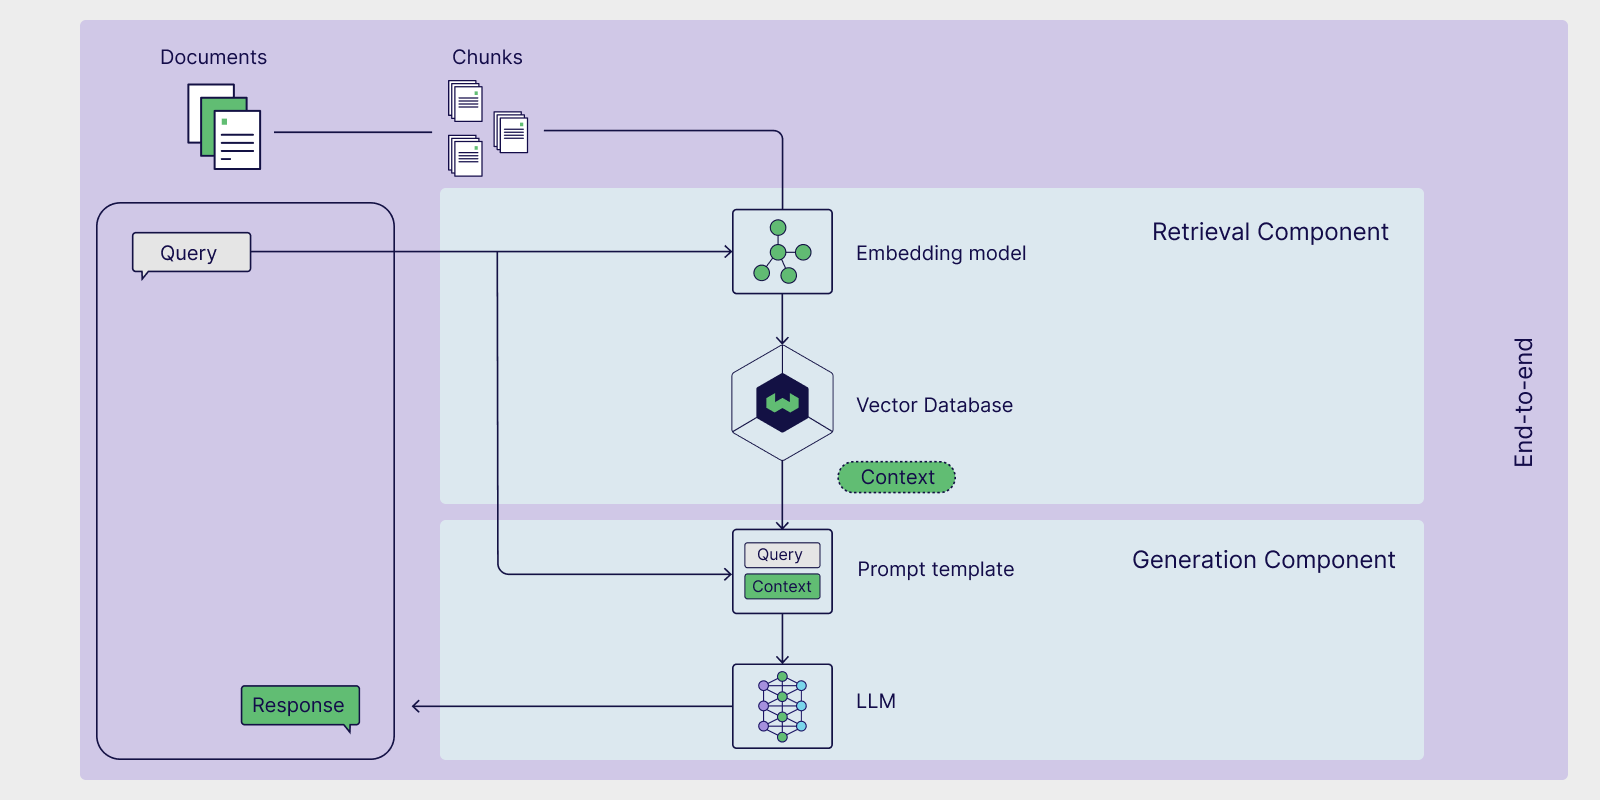 Documents
Chunks
Query
Embedding model
Retrieval Component
Vector Database
Context
End-to-end
Query
Context
Prompt template
Generation Component
Response
LLM